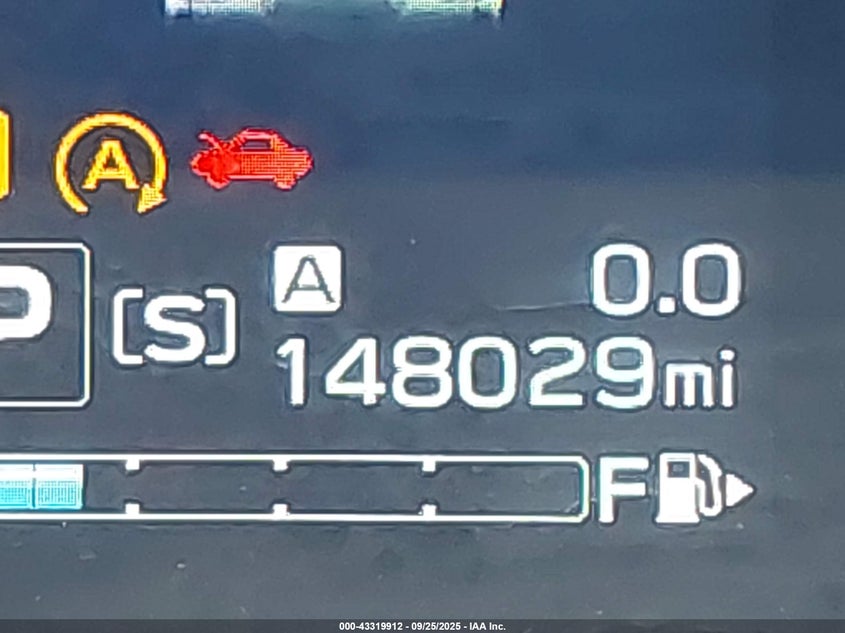 A
P [S] A 0.0
148029mi
F
000-43319912 - 09/25/2025 - IAA Inc.